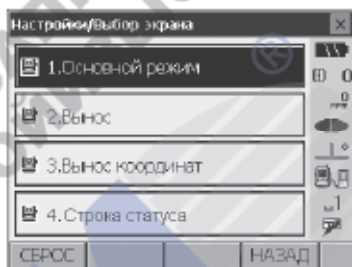 Настройки/Выбор экрана
1.Основной режим
2.Вынос
3.Вынос координат
4.Строка статуса
СБРОС НАЗАД